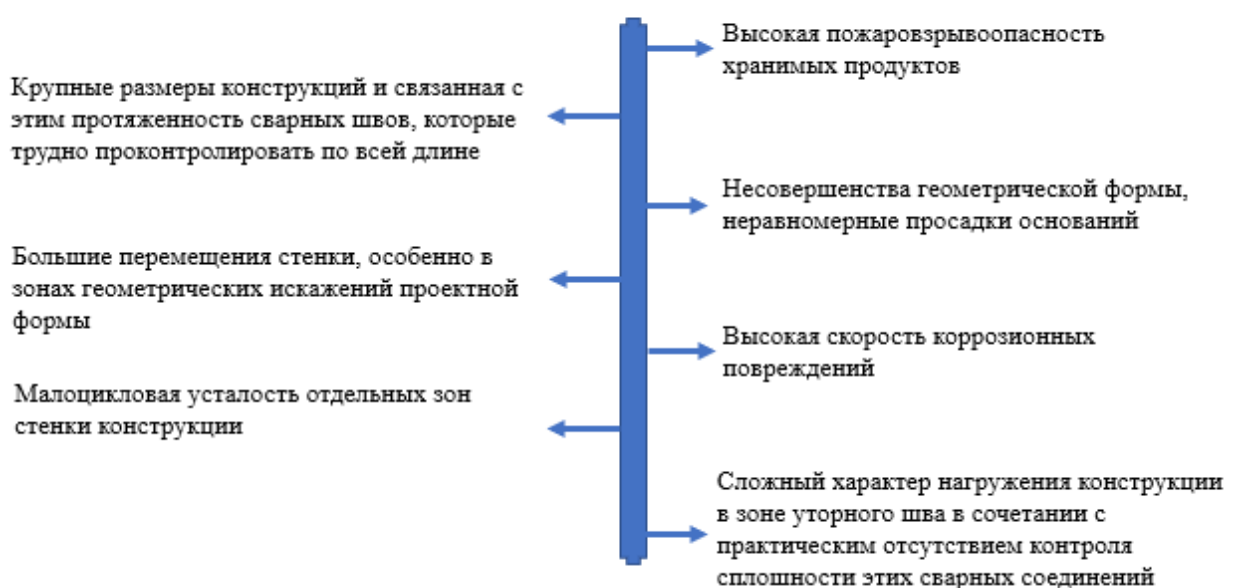 Высокая пожаровзрывоопасность
хранимых продуктов
Крупные размеры конструкций и связанная с
этим протяженность сварных швов, которые
трудно проконтролировать по всей длине
Несовершенства геометрической формы,
неравномерные просадки оснований
Большие перемещения стенки, особенно в
зонах геометрических искажений проектной
формы
Высокая скорость коррозионных
повреждений
Малоцикловая усталость отдельных зон
стенки конструкции
Сложный характер нагружения конструкции
в зоне уторного шва в сочетании с
практическим отсутствием контроля
сплошности этих сварных соединений